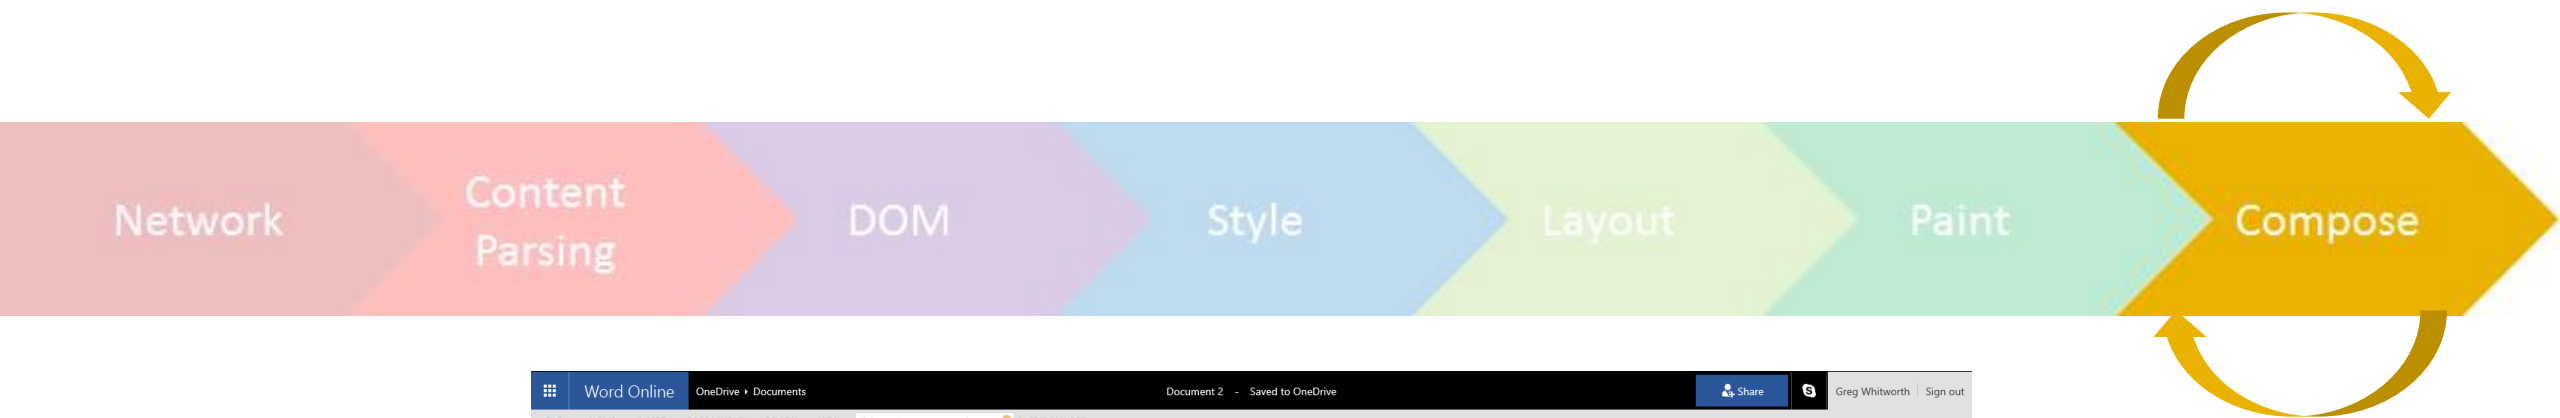 Network
Content
Parsing
DOM
Style
Layout
Paint
Compose
Word Online
OneDrive ▸ Documents
Document 2 - Saved to OneDrive
Share
Greg Whitworth
Sign out